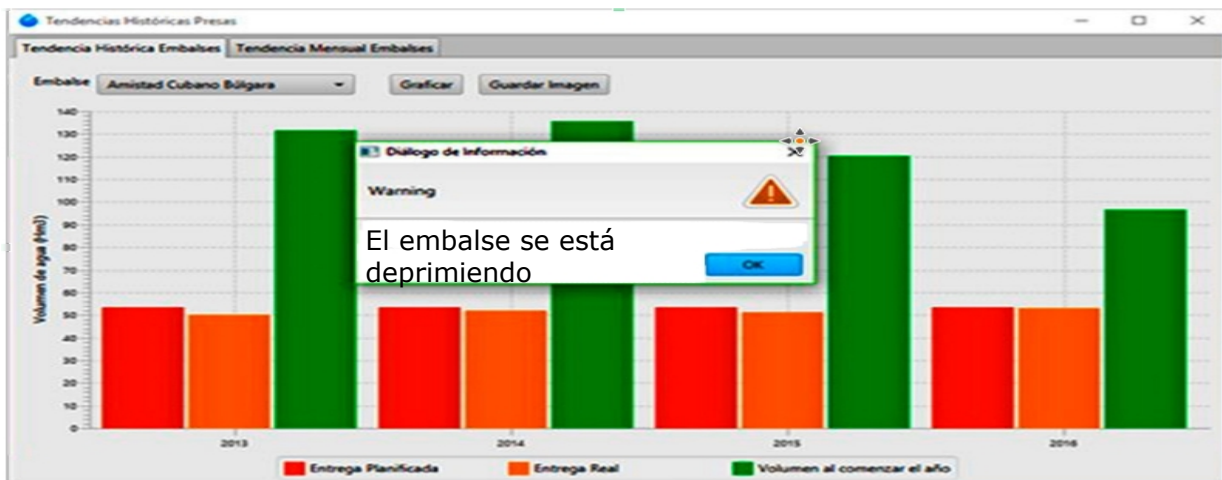 Tendencias Históricas Presas
Tendencia Histórica Embalses Tendencia Mensual Embalses
Embalse Amistad Cubano Búlgara Graficar Guardar Imagen
Diálogo de Información
Warning
El embalse se está
deprimiendo
OK
Volumen de agua (Hm3)
140
130
120
110
100
90
80
70
60
50
40
30
20
10
0
2013 2014 2015 2016
Entrega Planificada Entrega Real Volumen al comenzar el año